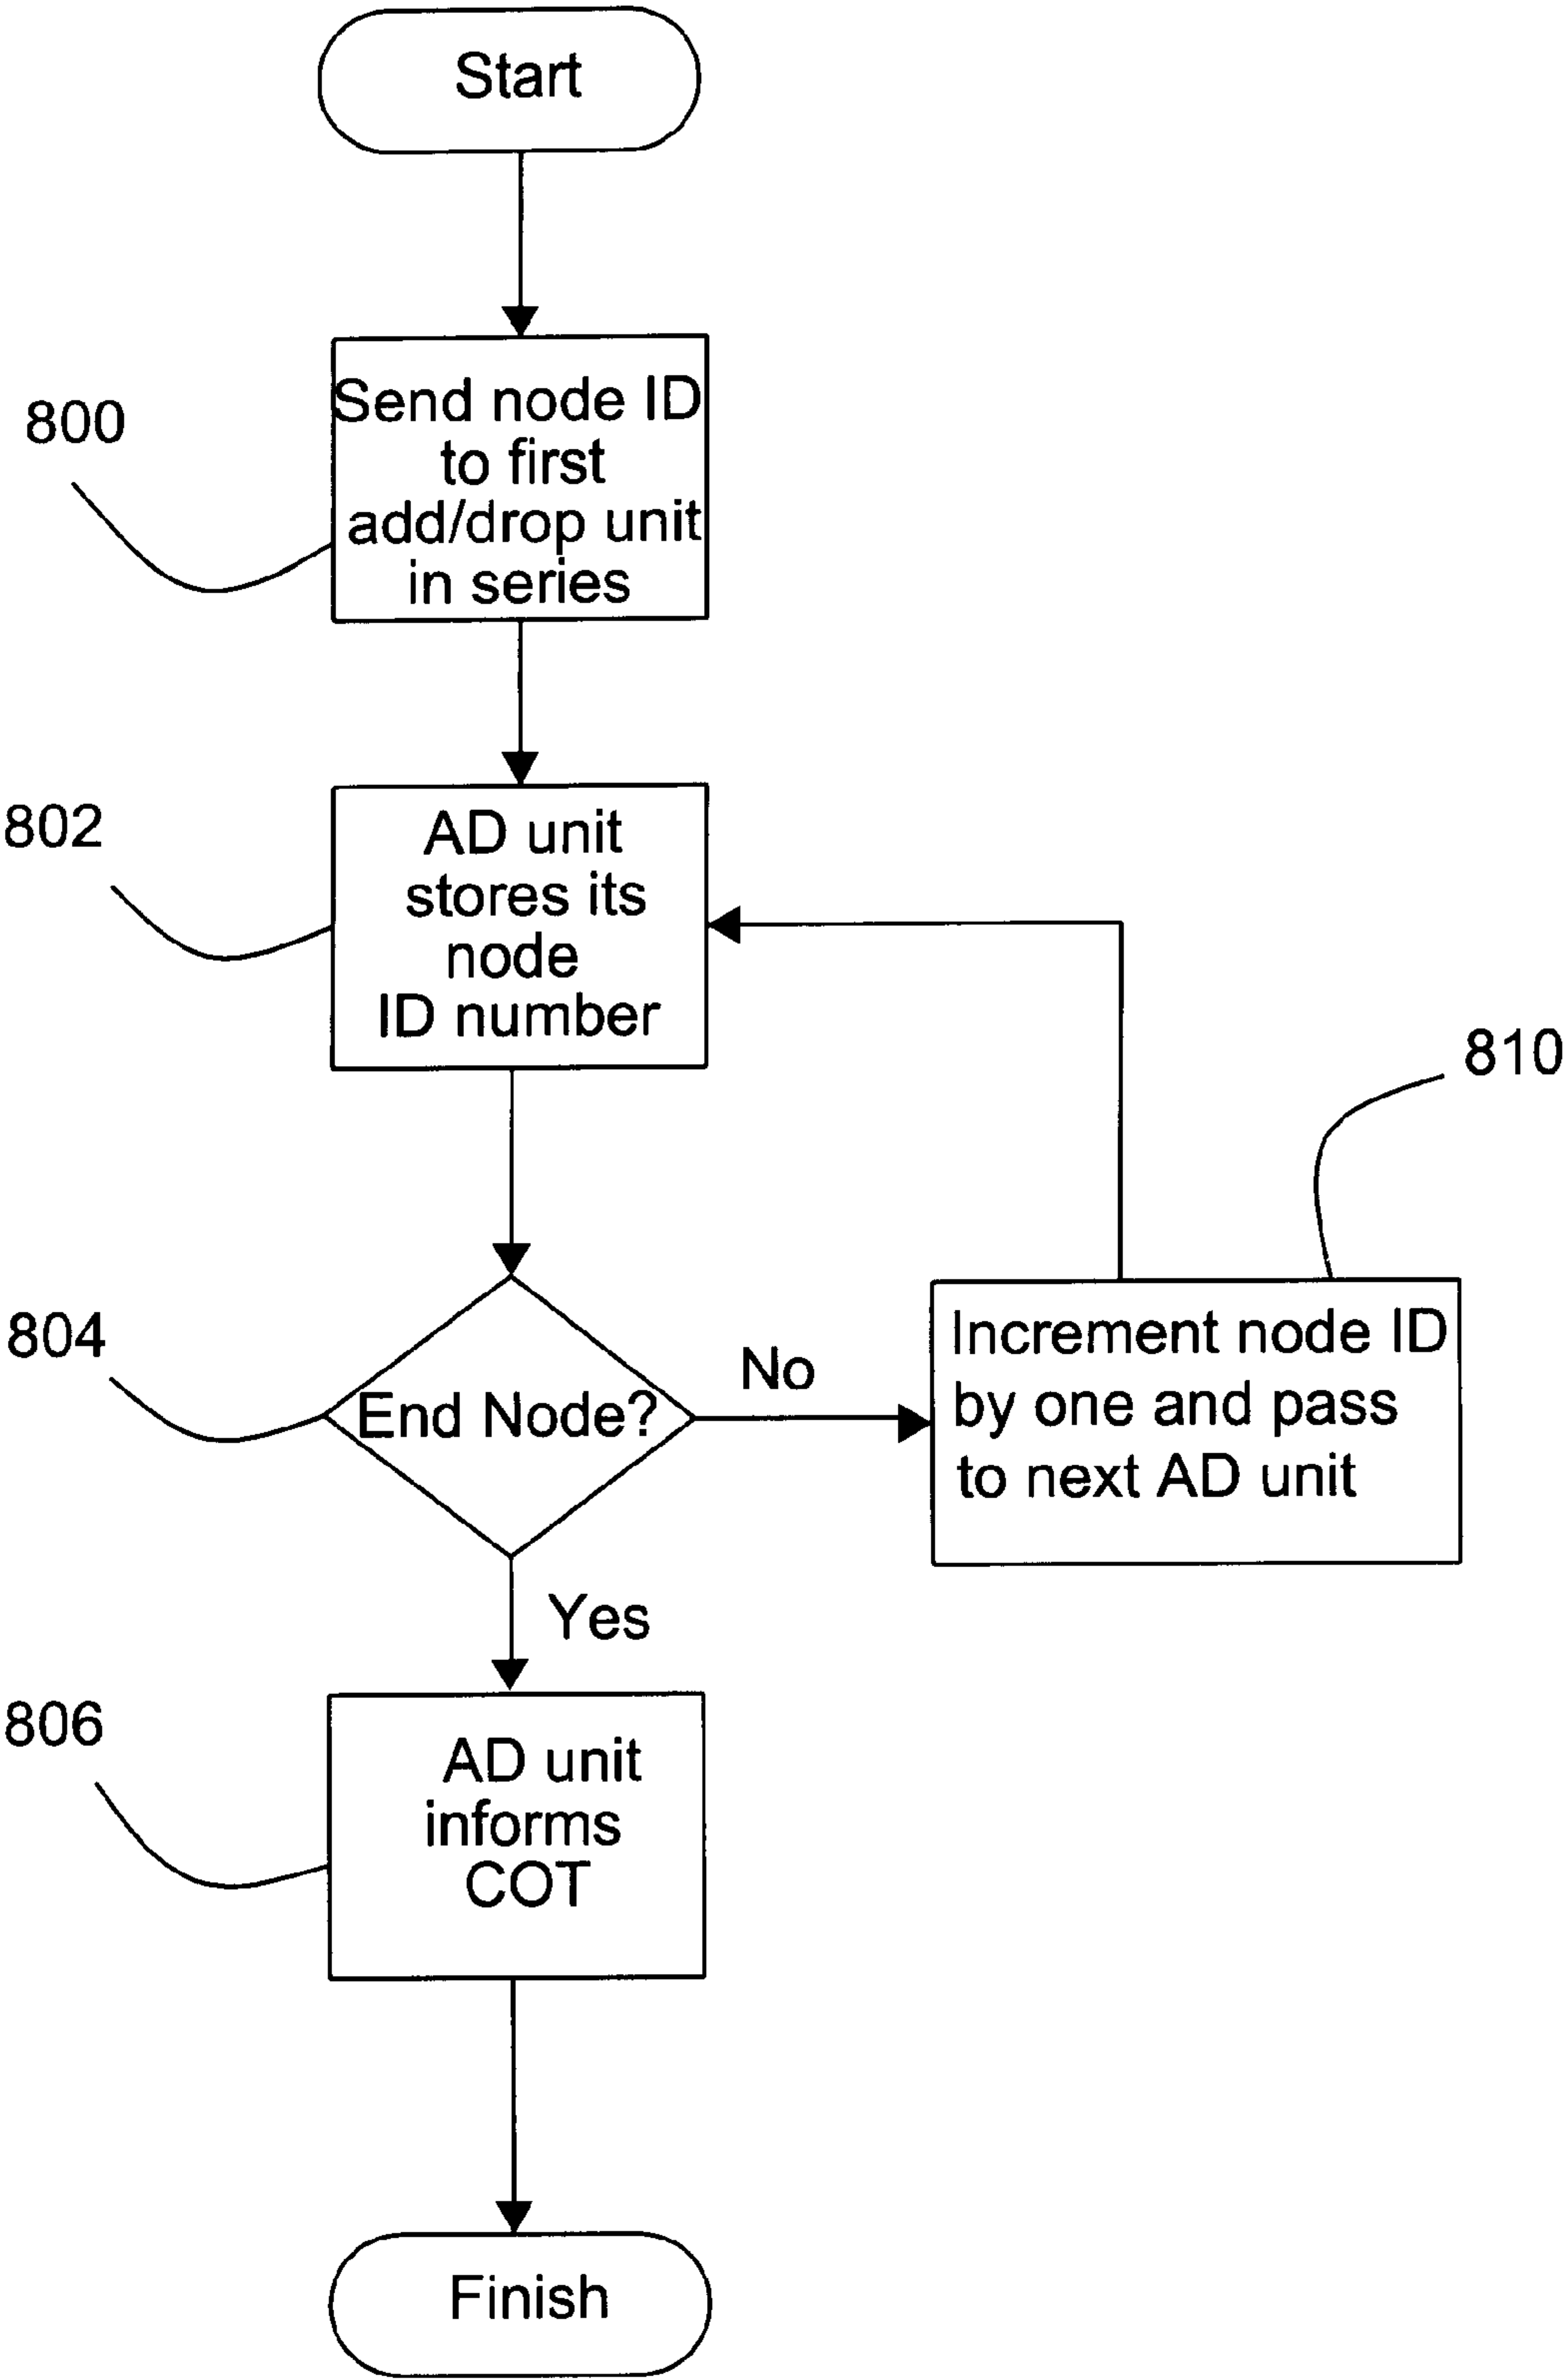 Start
800
Send node ID
to first
add/drop unit
in series
802
AD unit
stores its
node
ID number
810
804
End Node?
No
Increment node ID
by one and pass
to next AD unit
Yes
806
AD unit
informs
COT
Finish